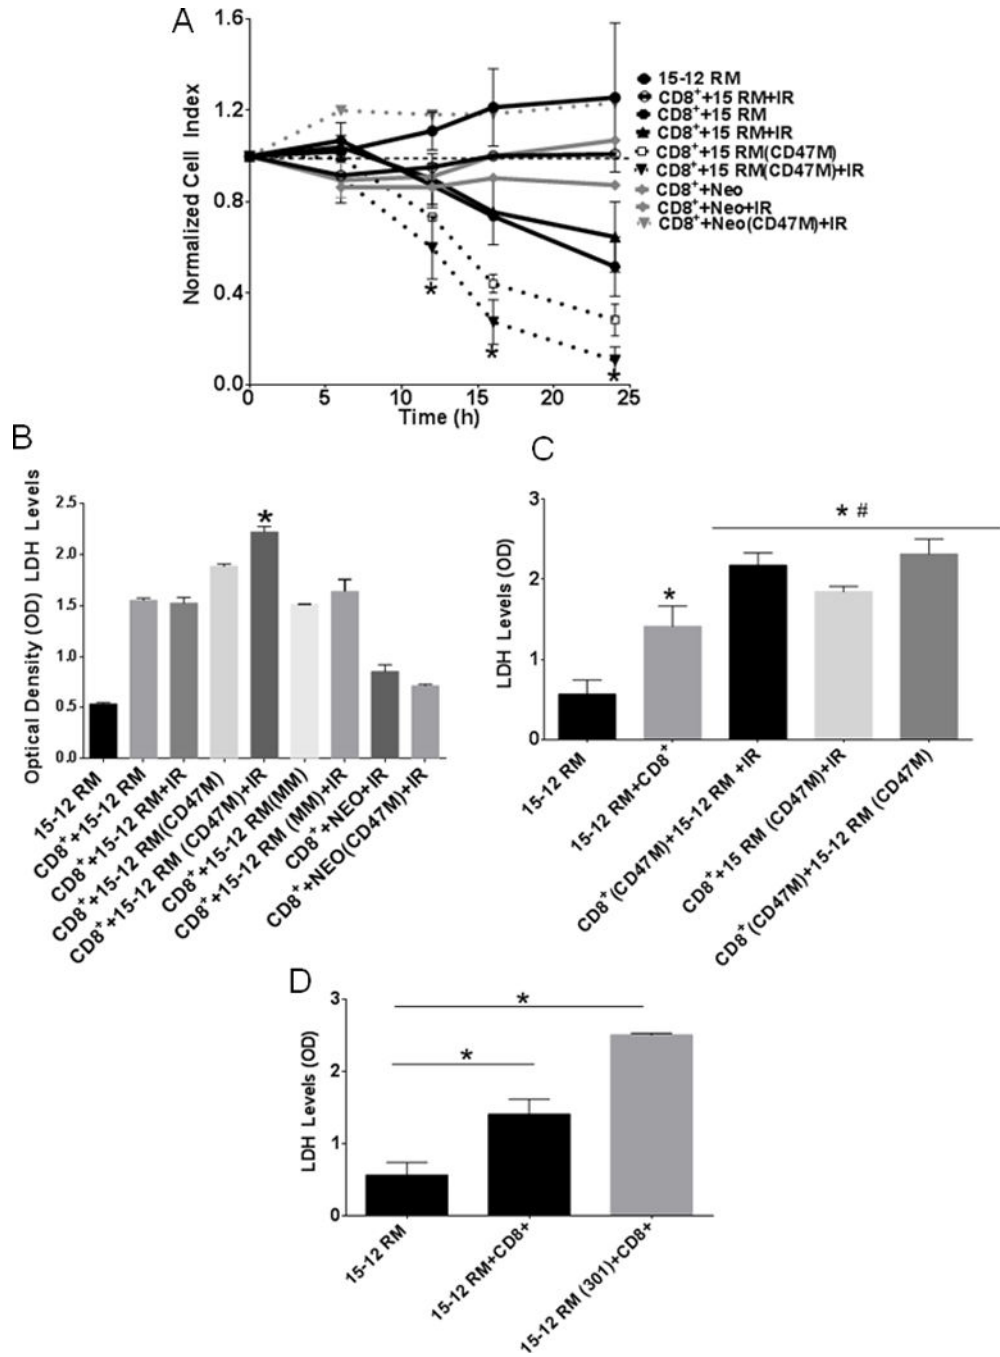 A
Normalized Cell Index
1.6
1.2
0.8
0.4
0.0
0
5
10
15
20
25
Time (h)
*
*
*
15-12 RM
CD8⁺+15 RM+IR
CD8⁺+15 RM
CD8⁺+15 RM+IR
CD8⁺+15 RM(CD47M)
CD8⁺+15 RM(CD47M)+IR
CD8⁺+Neo
CD8⁺+Neo+IR
CD8⁺+Neo(CD47M)+IR
B
Optical Density (OD) LDH Levels
2.5
2.0
1.5
1.0
0.5
0.0
*
15-12 RM
CD8⁺+15-12 RM
CD8⁺+15-12 RM+IR
CD8⁺+15-12 RM(CD47M)
CD8⁺+15-12 RM (CD47M)+IR
CD8⁺+15-12 RM(MM)
CD8⁺+15-12 RM (MM)+IR
CD8⁺+NEO+IR
CD8⁺+NEO(CD47M)+IR
C
LDH Levels (OD)
3
2
1
0
*
* #
15-12 RM
15-12 RM+CD8⁺
CD8⁺(CD47M)+15-12 RM +IR
CD8⁺+15 RM (CD47M)+IR
CD8⁺(CD47M)+15-12 RM (CD47M)
D
LDH Levels (OD)
3
2
1
0
*
*
15-12 RM
15-12 RM+CD8+
15-12 RM (301)+CD8+